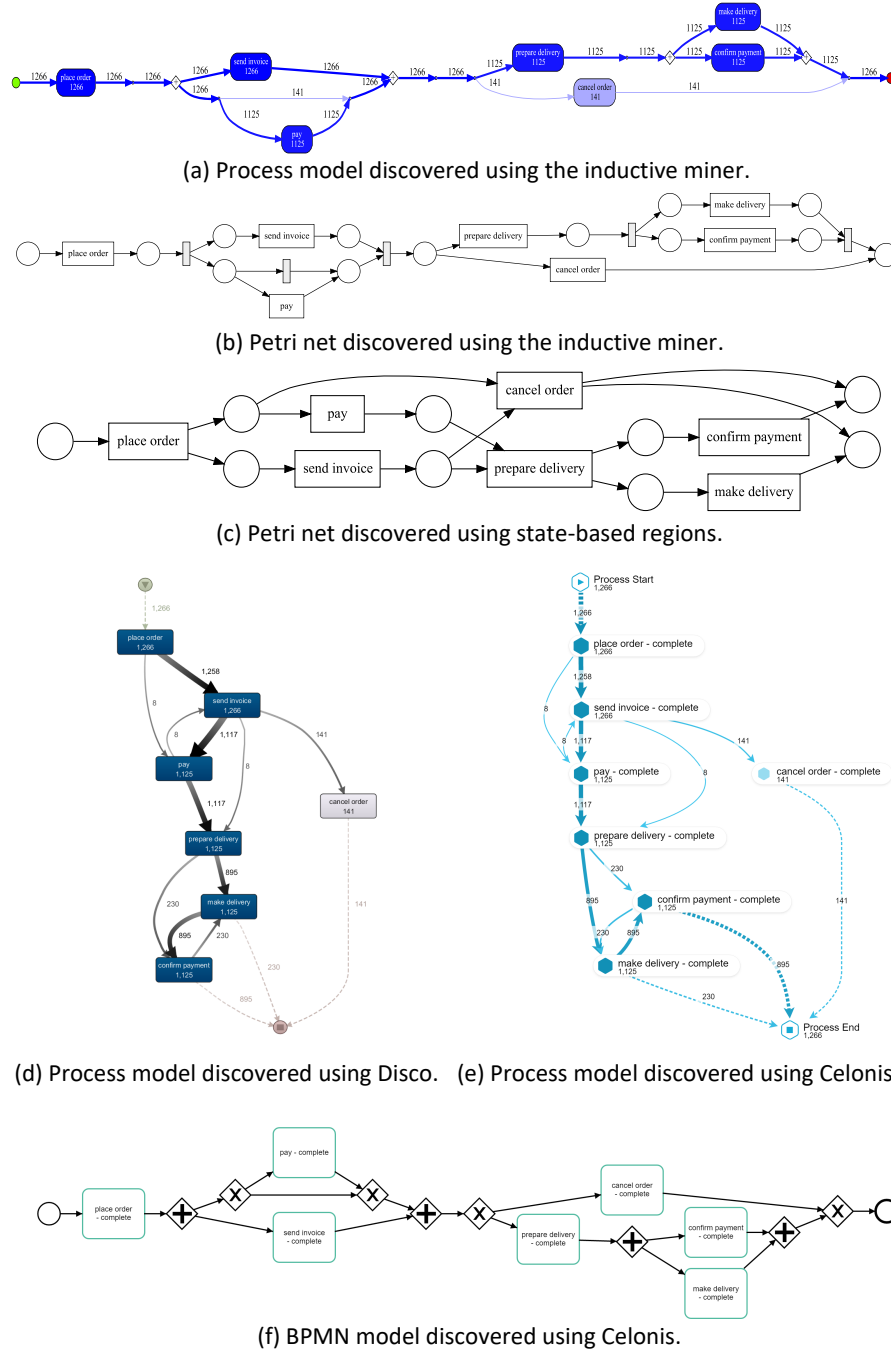 1266
place order
1266
1266
1266
1266
send invoice
1266
1266
1266
141
1125
pay
1125
1125
1266
1266
1266
1125
prepare delivery
1125
1125
1125
1125
make delivery
1125
1125
1125
confirm payment
1125
1125
141
cancel order
141
141
1266
(a) Process model discovered using the inductive miner.
place order
send invoice
pay
prepare delivery
make delivery
confirm payment
cancel order
(b) Petri net discovered using the inductive miner.
place order
pay
send invoice
cancel order
prepare delivery
confirm payment
make delivery
(c) Petri net discovered using state-based regions.
1,266
place order
1,266
1,258
8
send invoice
1,266
8
1,117
8
141
pay
1,125
1,117
cancel order
141
prepare delivery
1,125
895
230
make delivery
1,125
895
230
141
confirm payment
1,125
230
895
(d) Process model discovered using Disco.
Process Start
1,266
1,266
place order - complete
1,266
1,258
8
send invoice - complete
1,266
8
1,117
8
141
pay - complete
1,125
cancel order - complete
141
1,117
prepare delivery - complete
1,125
230
895
confirm payment - complete
1,125
230
895
141
make delivery - complete
1,125
895
230
Process End
1,266
(e) Process model discovered using Celonis
place order
- complete
pay - complete
send invoice
- complete
cancel order
- complete
prepare delivery
- complete
confirm payment
- complete
make delivery
- complete
(f) BPMN model discovered using Celonis.